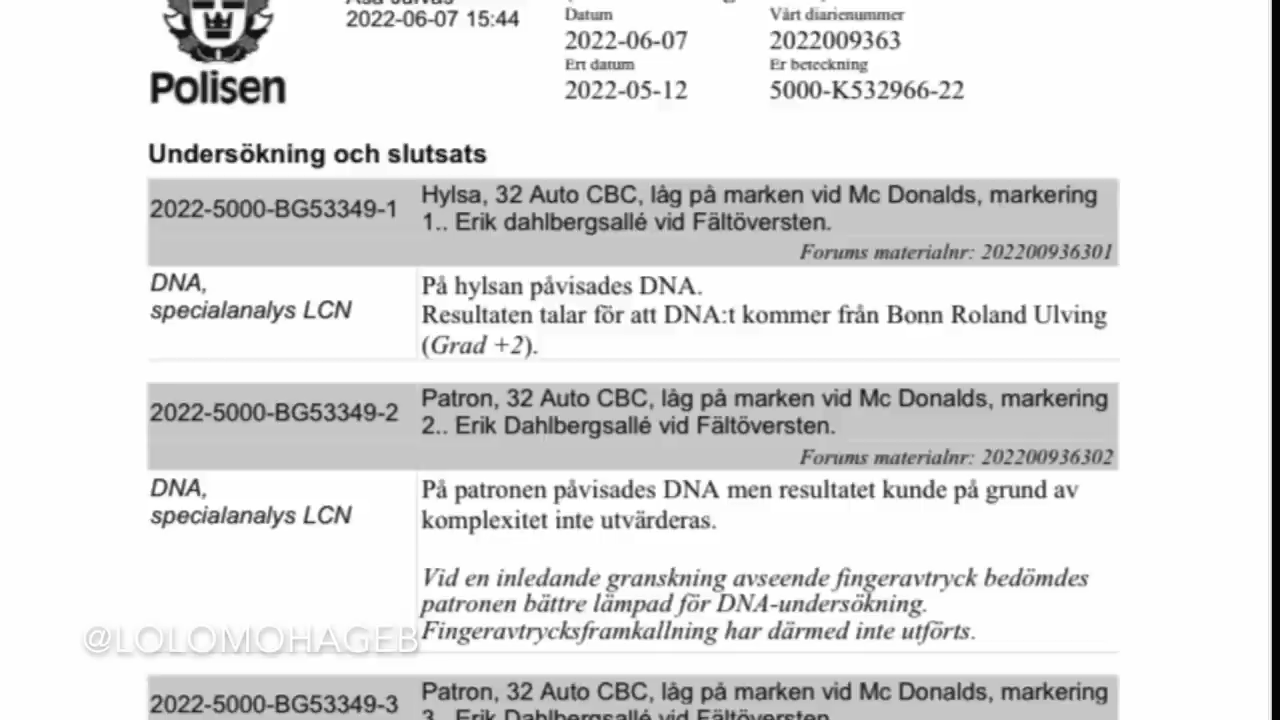 2022-06-07 15:44
Datum
Vårt diarienummer
2022-06-07
2022009363
Ert datum
Er beteckning
2022-05-12
5000-K532966-22
Polisen
Undersökning och slutsats
2022-5000-BG53349-1
Hylsa, 32 Auto CBC, låg på marken vid Mc Donalds, markering
1.. Erik dahlbergsallé vid Fältöversten.
Forums materialnr: 202200936301
DNA,
specialanalys LCN
På hylsan påvisades DNA.
Resultaten talar för att DNA:t kommer från Bonn Roland Ulving
(Grad +2).
2022-5000-BG53349-2
Patron, 32 Auto CBC, låg på marken vid Mc Donalds, markering
2.. Erik Dahlbergsallé vid Fältöversten.
Forums materialnr: 202200936302
DNA,
specialanalys LCN
På patronen påvisades DNA men resultatet kunde på grund av
komplexitet inte utvärderas.
Vid en inledande granskning avseende fingeravtryck bedömdes
patronen bättre lämpad för DNA-undersökning.
Fingeravtrycksframkallning har därmed inte utförts.
@LOLOMOHAGEB
2022-5000-BG53349-3
Patron, 32 Auto CBC, låg på marken vid Mc Donalds, markering
3.. Erik Dahlbergsallé vid Fältöversten